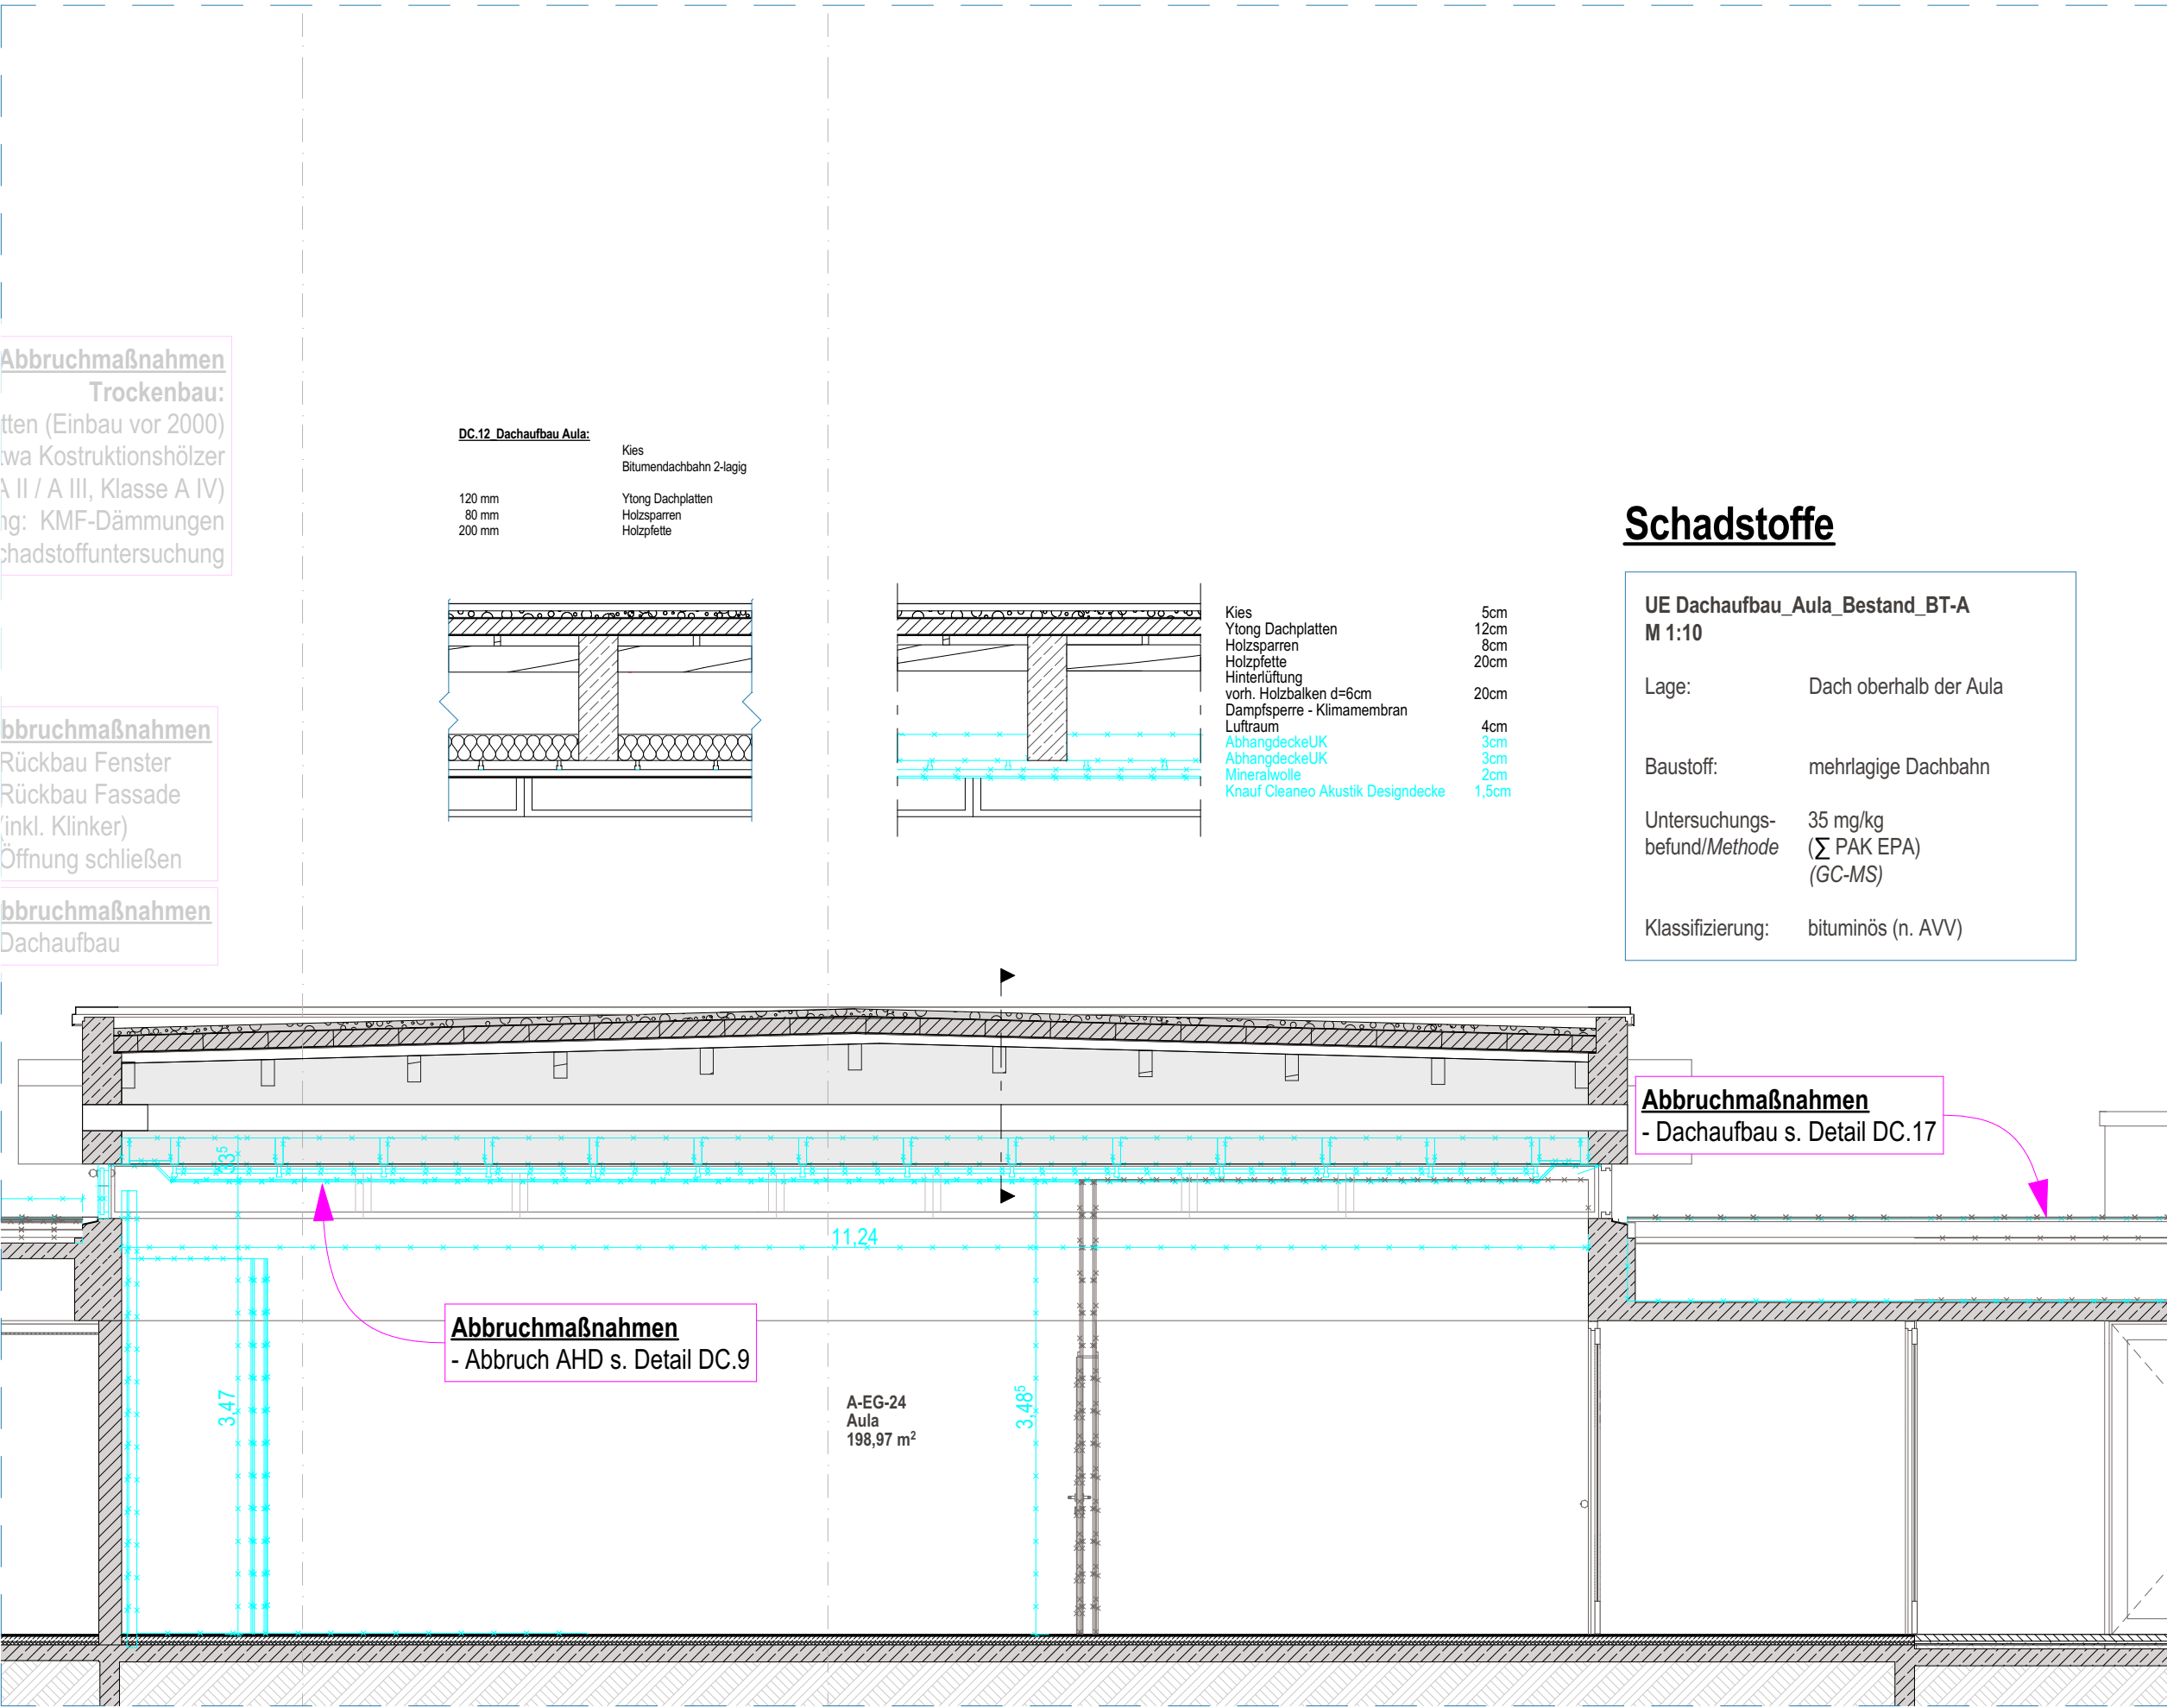 Abbruchmaßnahmen
Trockenbau:
(Einbau vor 2000)
Kostruktionshölzer
A II / A III, Klasse A IV)
KMF-Dämmungen
bbruchmaßnahmen
Rückbau Fenster
Rückbau Fassade
(inkl. Klinker)
Öffnung schließen
bbruchmaßnahmen
Dachaufbau
DC.12_Dachaufbau Aula:
Kies
Bitumendachbahn 2-lagig
120 mm Ytong Dachplatten
80 mm Holzsparren
200 mm Holzpfette
Kies 5cm
Ytong Dachplatten 12cm
Holzsparren 8cm
Holzpfette 20cm
Hinterlüftung
vorh. Holzbalken d=6cm 20cm
Dampfsperre - Klimamembran
Luftraum 4cm
AbhangdeckeUK 3cm
AbhangdeckeUK 3cm
Mineralwolle 2cm
Knauf Cleaneo Akustik Designdecke 1,5cm
Schadstoffe
UE Dachaufbau_Aula_Bestand_BT-A
M 1:10
Lage: Dach oberhalb der Aula
Baustoff: mehrlagige Dachbahn
Untersuchungs- 35 mg/kg
befund/Methode (∑ PAK EPA)
(GC-MS)
Klassifizierung: bituminös (n. AVV)
Abbruchmaßnahmen
- Dachaufbau s. Detail DC.17
33⁵
11,24
Abbruchmaßnahmen
- Abbruch AHD s. Detail DC.9
3,47
3,48⁵
A-EG-24
Aula
198,97 m²